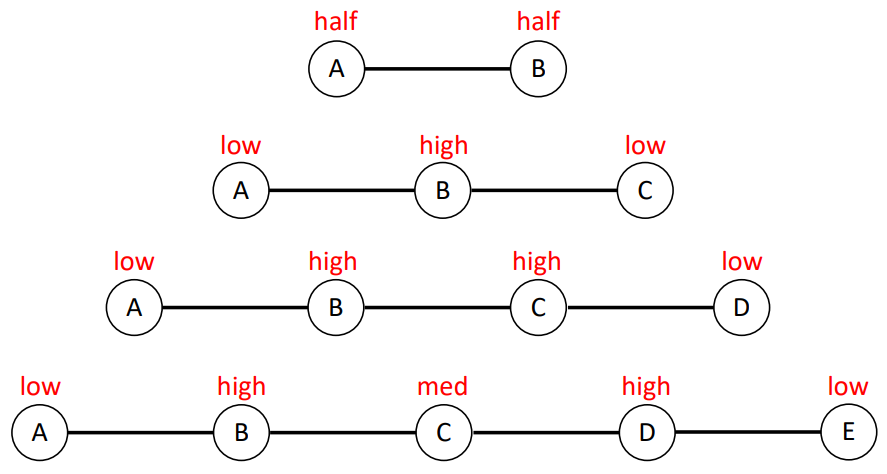 half half
A B
low high low
A B C
low high high low
A B C D
low high med high low
A B C D E